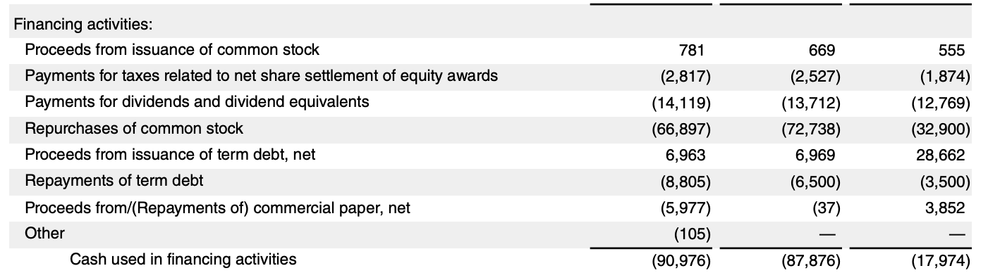 Financing activities:
Proceeds from issuance of common stock 781 669 555
Payments for taxes related to net share settlement of equity awards (2,817) (2,527) (1,874)
Payments for dividends and dividend equivalents (14,119) (13,712) (12,769)
Repurchases of common stock (66,897) (72,738) (32,900)
Proceeds from issuance of term debt, net 6,963 6,969 28,662
Repayments of term debt (8,805) (6,500) (3,500)
Proceeds from/(Repayments of) commercial paper, net (5,977) (37) 3,852
Other (105) — —
Cash used in financing activities (90,976) (87,876) (17,974)